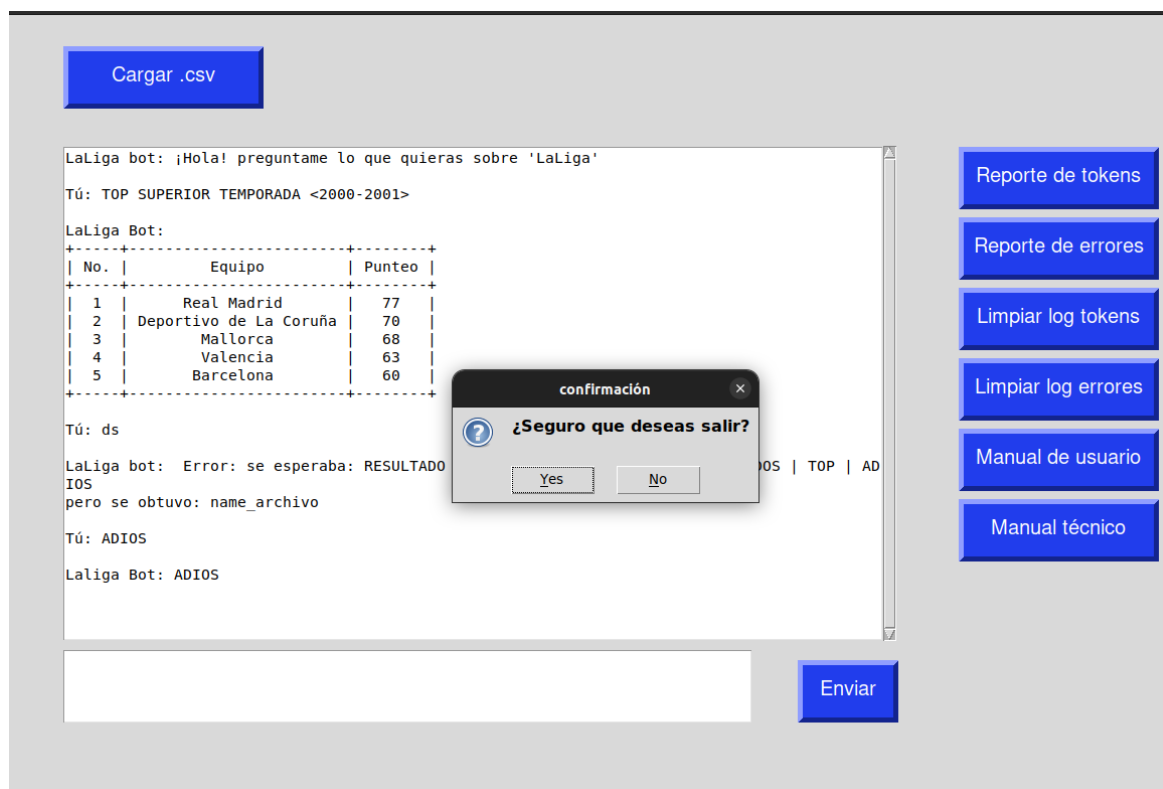 Cargar .csv
LaLiga bot: ¡Hola! preguntame lo que quieras sobre 'LaLiga'
Tú: TOP SUPERIOR TEMPORADA <2000-2001>
LaLiga Bot:
+-----+------------------------+--------+
| No. | Equipo | Punteo |
+-----+------------------------+--------+
| 1 | Real Madrid | 77 |
| 2 | Deportivo de La Coruña | 70 |
| 3 | Mallorca | 68 |
| 4 | Valencia | 63 |
| 5 | Barcelona | 60 |
+-----+------------------------+--------+
Tú: ds
LaLiga bot: Error: se esperaba: RESULTADO | TOP | AD
IOS
pero se obtuvo: name_archivo
Tú: ADIOS
Laliga Bot: ADIOS
confirmación
¿Seguro que deseas salir?
Yes
No
Enviar
Reporte de tokens
Reporte de errores
Limpiar log tokens
Limpiar log errores
Manual de usuario
Manual técnico